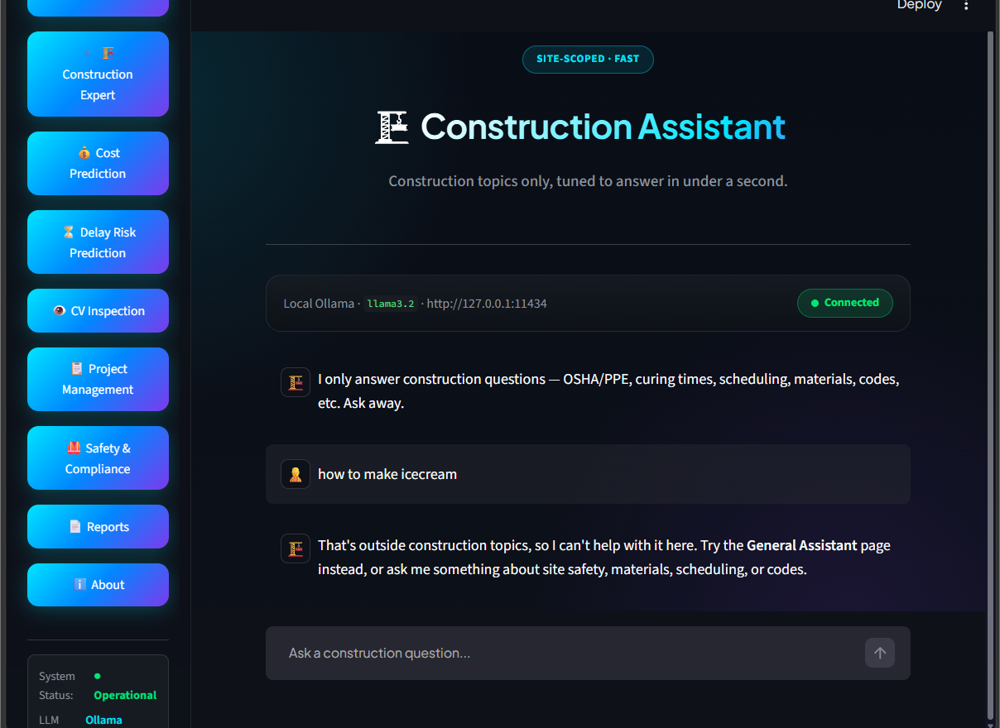 Deploy
Construction
Expert
Cost
Prediction
Delay Risk
Prediction
CV Inspection
Project
Management
Safety &
Compliance
Reports
About
System
Status:
Operational
LLM
Ollama
SITE-SCOPED · FAST
Construction Assistant
Construction topics only, tuned to answer in under a second.
Local Ollama · llama3.2 · http://127.0.0.1:11434
Connected
I only answer construction questions — OSHA/PPE, curing times, scheduling, materials, codes,
etc. Ask away.
how to make icecream
That's outside construction topics, so I can't help with it here. Try the General Assistant page
instead, or ask me something about site safety, materials, scheduling, or codes.
Ask a construction question...